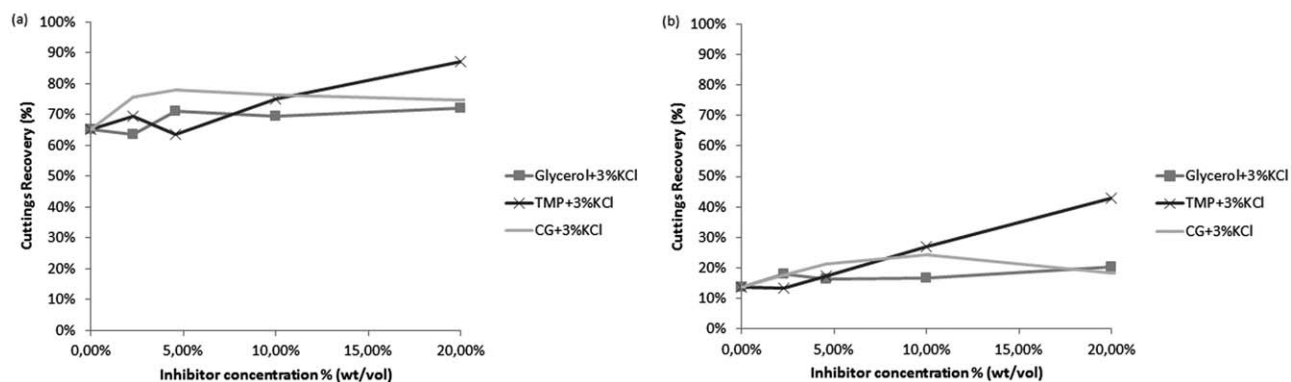 (a)
100%
90%
80%
70%
60%
50%
40%
30%
20%
10%
0%
Cuttings Recovery (%)
0,00% 5,00% 10,00% 15,00% 20,00%
Inhibitor concentration % (wt/vol)
Glycerol+3%KCl
TMP+3%KCl
CG+3%KCl
(b)
100%
90%
80%
70%
60%
50%
40%
30%
20%
10%
0%
Cuttings Recovery (%)
0,00% 5,00% 10,00% 15,00% 20,00%
Inhibitor concentration % (wt/vol)
Glycerol+3%KCl
TMP+3%KCl
CG+3%KCl